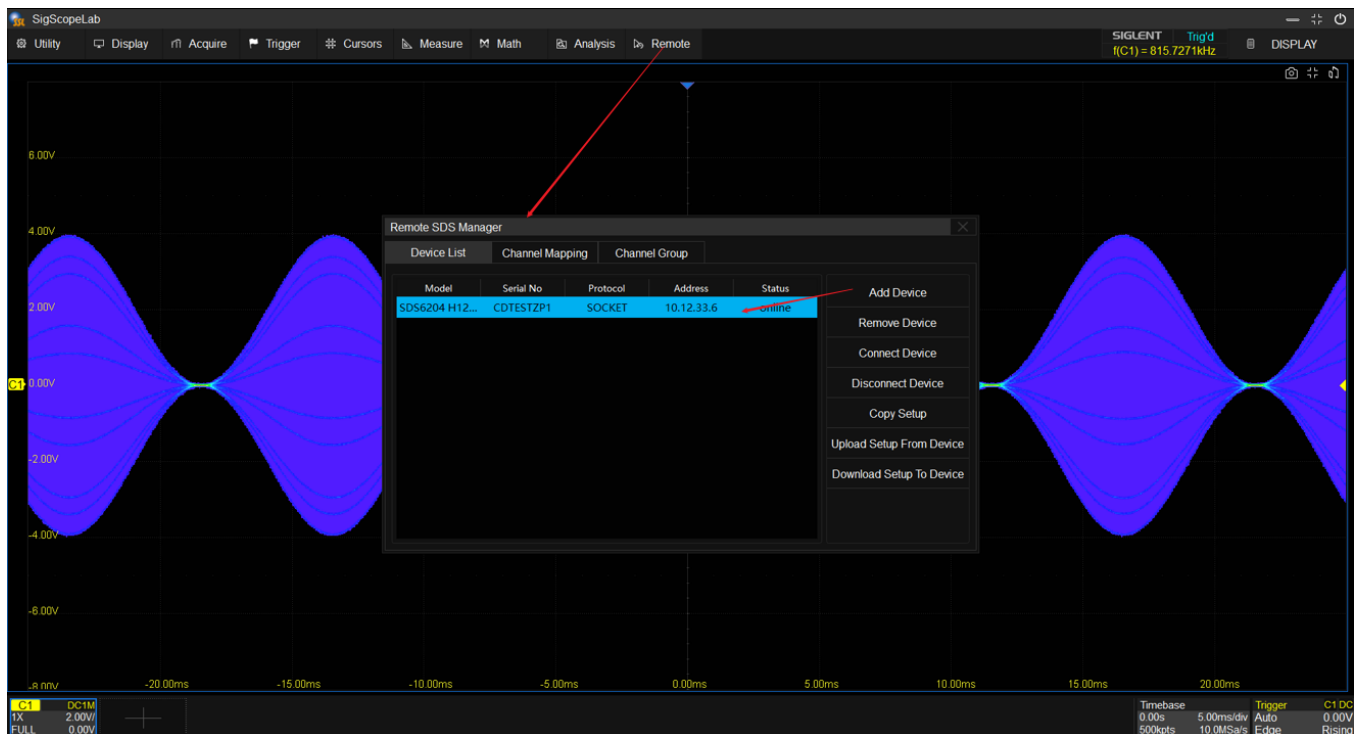 SigScopeLab
Utility Display Acquire Trigger Cursors Measure Math Analysis Remote
SIGLENT Trig'd
f(C1) = 815.7271kHz
DISPLAY
6.00V
4.00V
2.00V
C1 0.00V
-2.00V
-4.00V
-6.00V
-8.00V
Remote SDS Manager
Device List Channel Mapping Channel Group
Model Serial No Protocol Address Status
SDS6204 H12... CDTESTZP1 SOCKET 10.12.33.6 online
Add Device
Remove Device
Connect Device
Disconnect Device
Copy Setup
Upload Setup From Device
Download Setup To Device
-20.00ms -15.00ms -10.00ms -5.00ms 0.00ms 5.00ms 10.00ms 15.00ms 20.00ms
C1 DC1M
1X 2.00V/
FULL 0.00V
Timebase
0.00s 5.00ms/div
500kpts 10.0MSa/s
Trigger C1 DC
Auto 0.00V
Edge Rising